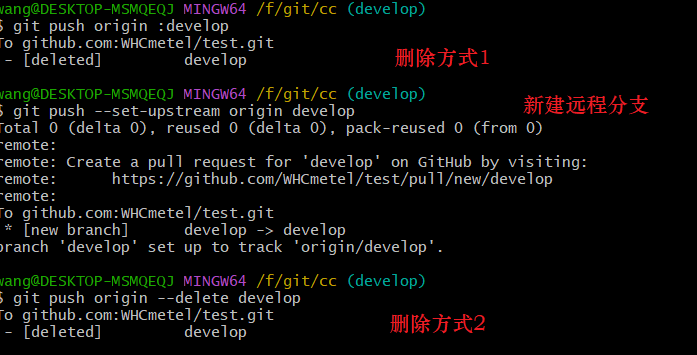 wang@DESKTOP-MSMQEQJ MINGW64 /f/git/cc (develop)
$ git push origin :develop
To github.com:WHCmetel/test.git
 - [deleted]         develop
删除方式1
wang@DESKTOP-MSMQEQJ MINGW64 /f/git/cc (develop)
新建远程分支
$ git push --set-upstream origin develop
Total 0 (delta 0), reused 0 (delta 0), pack-reused 0 (from 0)
remote:
remote: Create a pull request for 'develop' on GitHub by visiting:
remote:      https://github.com/WHCmetel/test/pull/new/develop
remote:
To github.com:WHCmetel/test.git
 * [new branch]      develop -> develop
branch 'develop' set up to track 'origin/develop'.
wang@DESKTOP-MSMQEQJ MINGW64 /f/git/cc (develop)
$ git push origin --delete develop
To github.com:WHCmetel/test.git
 - [deleted]         develop
删除方式2